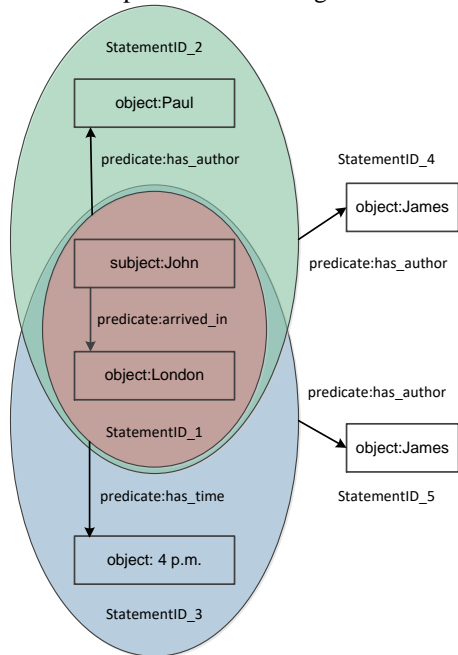 StatementID_2
object:Paul
predicate:has_author
StatementID_4
object:James
predicate:has_author
subject:John
predicate:arrived_in
object:London
StatementID_1
predicate:has_author
object:James
StatementID_5
predicate:has_time
object: 4 p.m.
StatementID_3